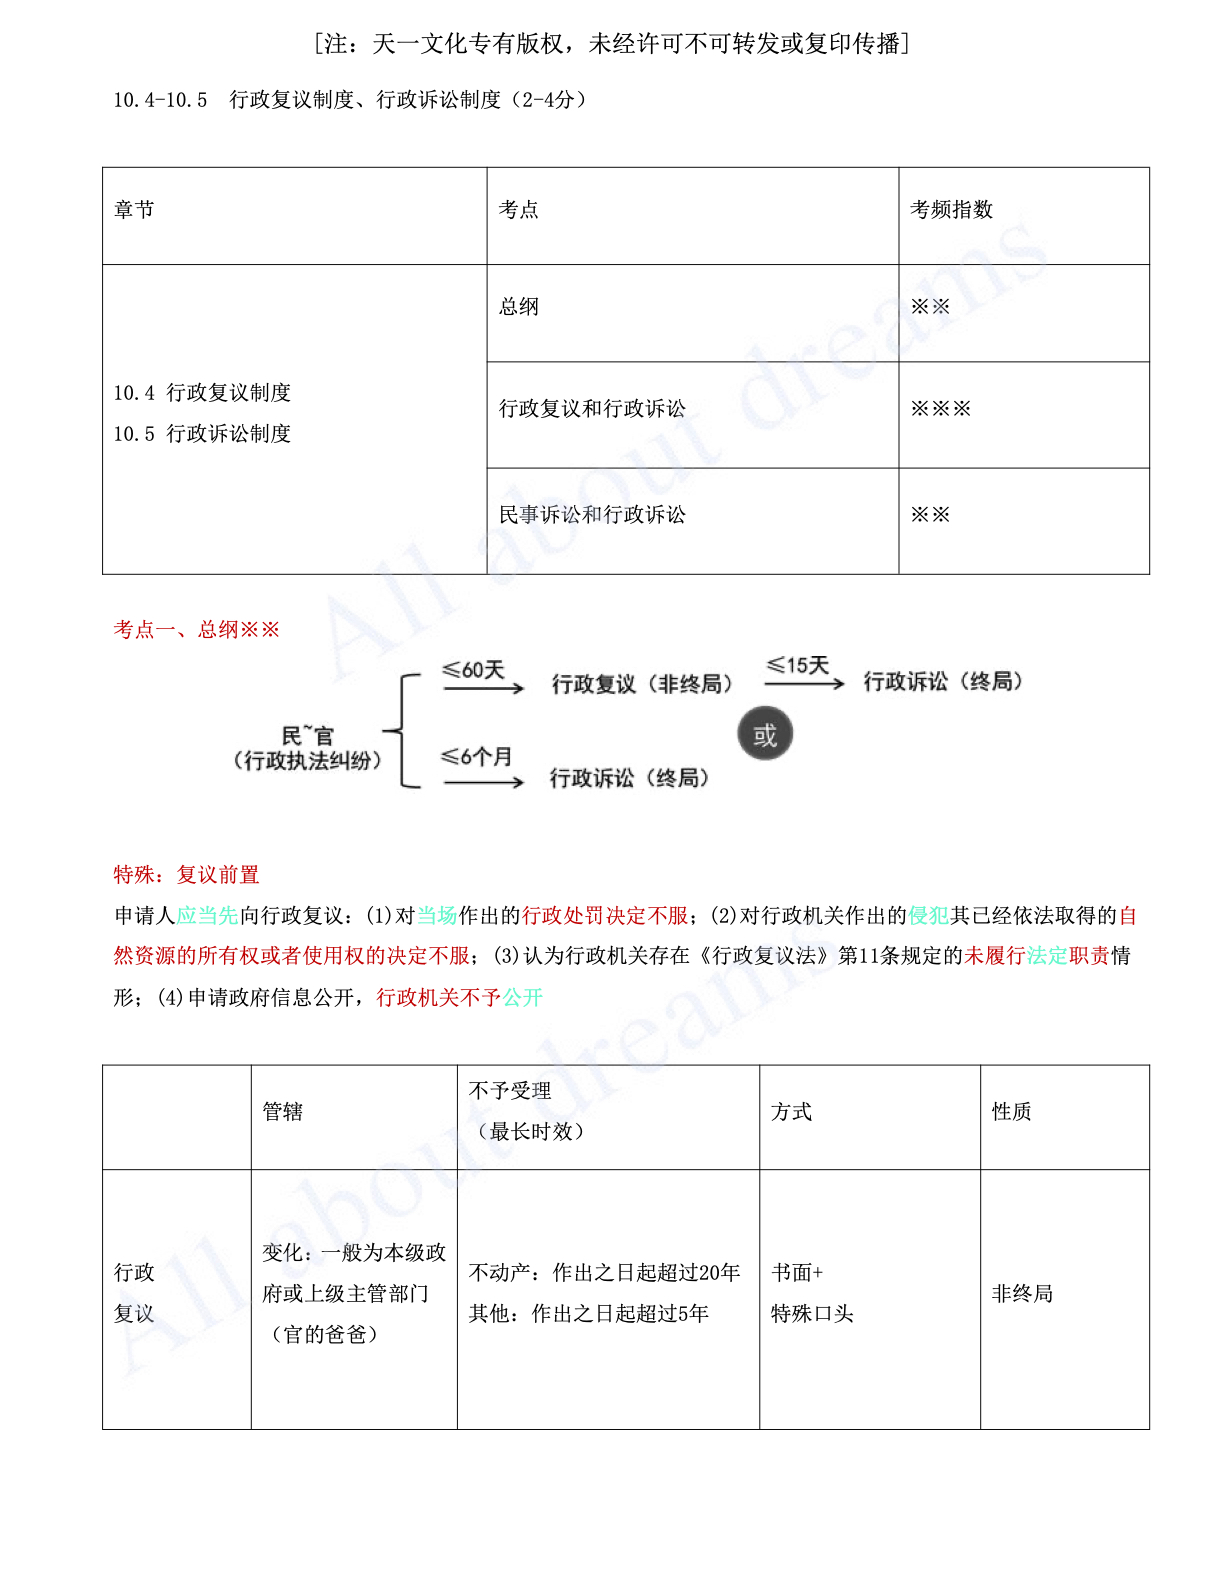 [注：天一文化专有版权，未经许可不可转发或复印传播]
10.4-10.5  行政复议制度、行政诉讼制度（2-4分）
章节 考点 考频指数
总纲 ※※
10.4 行政复议制度
10.5 行政诉讼制度
行政复议和行政诉讼 ※※※
民事诉讼和行政诉讼 ※※
考点一、总纲※※
≤60天 行政复议（非终局） ≤15天 行政诉讼（终局）
民~官
（行政执法纠纷）
或
≤6个月 行政诉讼（终局）
特殊：复议前置
申请人应当先向行政复议：(1)对当场作出的行政处罚决定不服；(2)对行政机关作出的侵犯其已经依法取得的自
然资源的所有权或者使用权的决定不服；(3)认为行政机关存在《行政复议法》第11条规定的未履行法定职责情
形；(4)申请政府信息公开，行政机关不予公开
管辖 不予受理
（最长时效） 方式 性质
行政
复议
变化：一般为本级政
府或上级主管部门
（官的爸爸）
不动产：作出之日起超过20年
其他：作出之日起超过5年
书面+
特殊口头
非终局
All about dreams
All about dreams